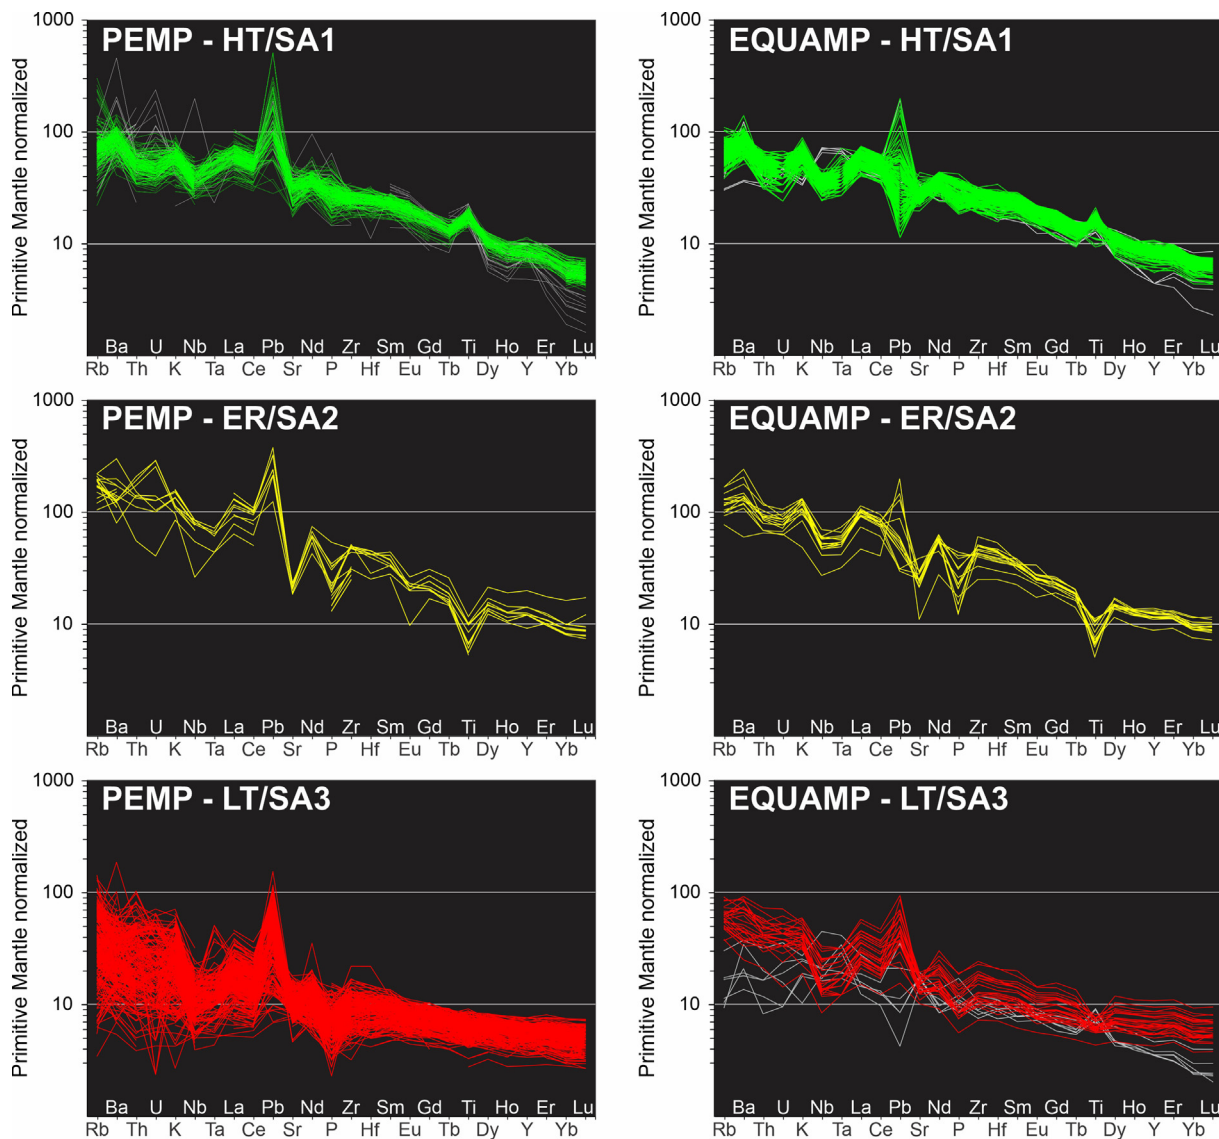 PEMP - HT/SA1
Primitive Mantle normalized
1000
100
10
Ba U Nb La Pb Nd Zr Sm Gd Ti Ho Er Lu
Rb Th K Ta Ce Sr P Hf Eu Tb Dy Y Yb
EQUAMP - HT/SA1
Primitive Mantle normalized
1000
100
10
Ba U Nb La Pb Nd Zr Sm Gd Ti Ho Er Lu
Rb Th K Ta Ce Sr P Hf Eu Tb Dy Y Yb
PEMP - ER/SA2
Primitive Mantle normalized
1000
100
10
Ba U Nb La Pb Nd Zr Sm Gd Ti Ho Er Lu
Rb Th K Ta Ce Sr P Hf Eu Tb Dy Y Yb
EQUAMP - ER/SA2
Primitive Mantle normalized
1000
100
10
Ba U Nb La Pb Nd Zr Sm Gd Ti Ho Er Lu
Rb Th K Ta Ce Sr P Hf Eu Tb Dy Y Yb
PEMP - LT/SA3
Primitive Mantle normalized
1000
100
10
Ba U Nb La Pb Nd Zr Sm Gd Ti Ho Er Lu
Rb Th K Ta Ce Sr P Hf Eu Tb Dy Y Yb
EQUAMP - LT/SA3
Primitive Mantle normalized
1000
100
10
Ba U Nb La Pb Nd Zr Sm Gd Ti Ho Er Lu
Rb Th K Ta Ce Sr P Hf Eu Tb Dy Y Yb